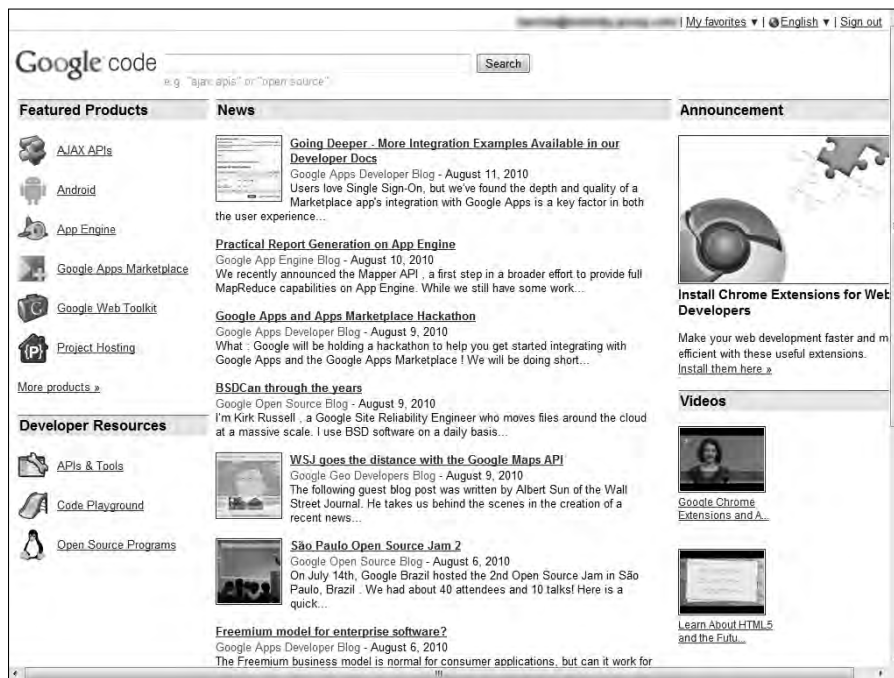 | My favorites ▼ | English ▼ | Sign out
Google code
Search
e.g. "ajax apis" or "open source"
Featured Products
AJAX APIs
Android
App Engine
Google Apps Marketplace
Google Web Toolkit
Project Hosting
More products »
Developer Resources
APIs & Tools
Code Playground
Open Source Programs
News
Going Deeper - More Integration Examples Available in our
Developer Docs
Google Apps Developer Blog - August 11, 2010
Users love Single Sign-On, but we've found the depth and quality of a
Marketplace app's integration with Google Apps is a key factor in both
the user experience...
Practical Report Generation on App Engine
Google App Engine Blog - August 10, 2010
We recently announced the Mapper API , a first step in a broader effort to provide full
MapReduce capabilities on App Engine. While we still have some work...
Google Apps and Apps Marketplace Hackathon
Google Apps Developer Blog - August 9, 2010
What : Google will be holding a hackathon to help you get started integrating with
Google Apps and the Google Apps Marketplace ! We will be doing short...
BSDCan through the years
Google Open Source Blog - August 9, 2010
I'm Kirk Russell , a Google Site Reliability Engineer who moves files around the cloud
at a massive scale. I use BSD software on a daily basis...
WSJ goes the distance with the Google Maps API
Google Geo Developers Blog - August 9, 2010
The following guest blog post was written by Albert Sun of the Wall
Street Journal. He takes us behind the scenes in the creation of a
recent news...
São Paulo Open Source Jam 2
Google Open Source Blog - August 6, 2010
On July 14th, Google Brazil hosted the 2nd Open Source Jam in São
Paulo, Brazil . We had about 40 attendees and 10 talks! Here is a
quick...
Freemium model for enterprise software?
Google Apps Developer Blog - August 6, 2010
The Freemium business model is normal for consumer applications, but can it work for
Announcement
Install Chrome Extensions for Web
Developers
Make your web development faster and m
efficient with these useful extensions.
Install them here »
Videos
Google Chrome
Extensions and A...
Learn About HTML5
and the Futu...